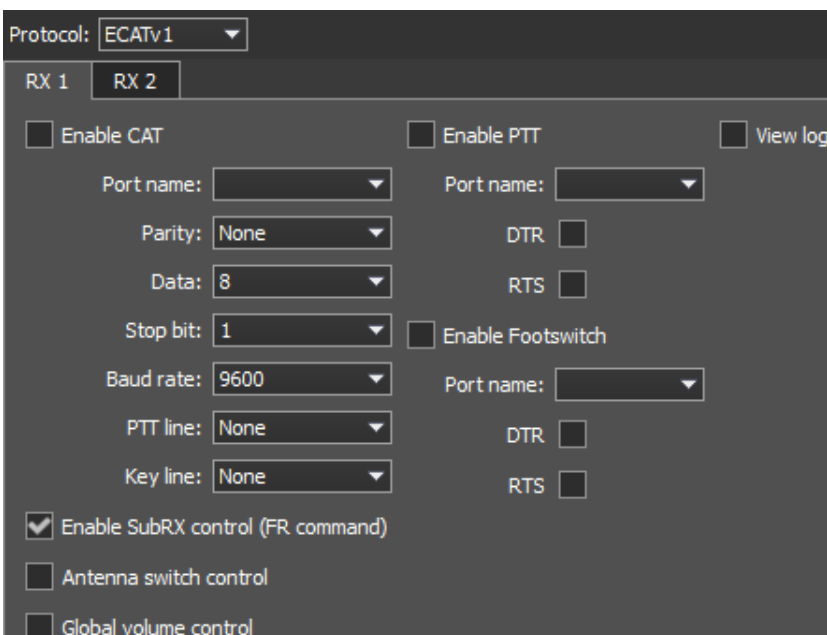 Protocol: ECATv1
RX 1 RX 2
Enable CAT Enable PTT View log
Port name: Port name:
Parity: None DTR
Data: 8 RTS
Stop bit: 1 Enable Footswitch
Baud rate: 9600 Port name:
PTT line: None DTR
Key line: None RTS
Enable SubRX control (FR command)
Antenna switch control
Global volume control